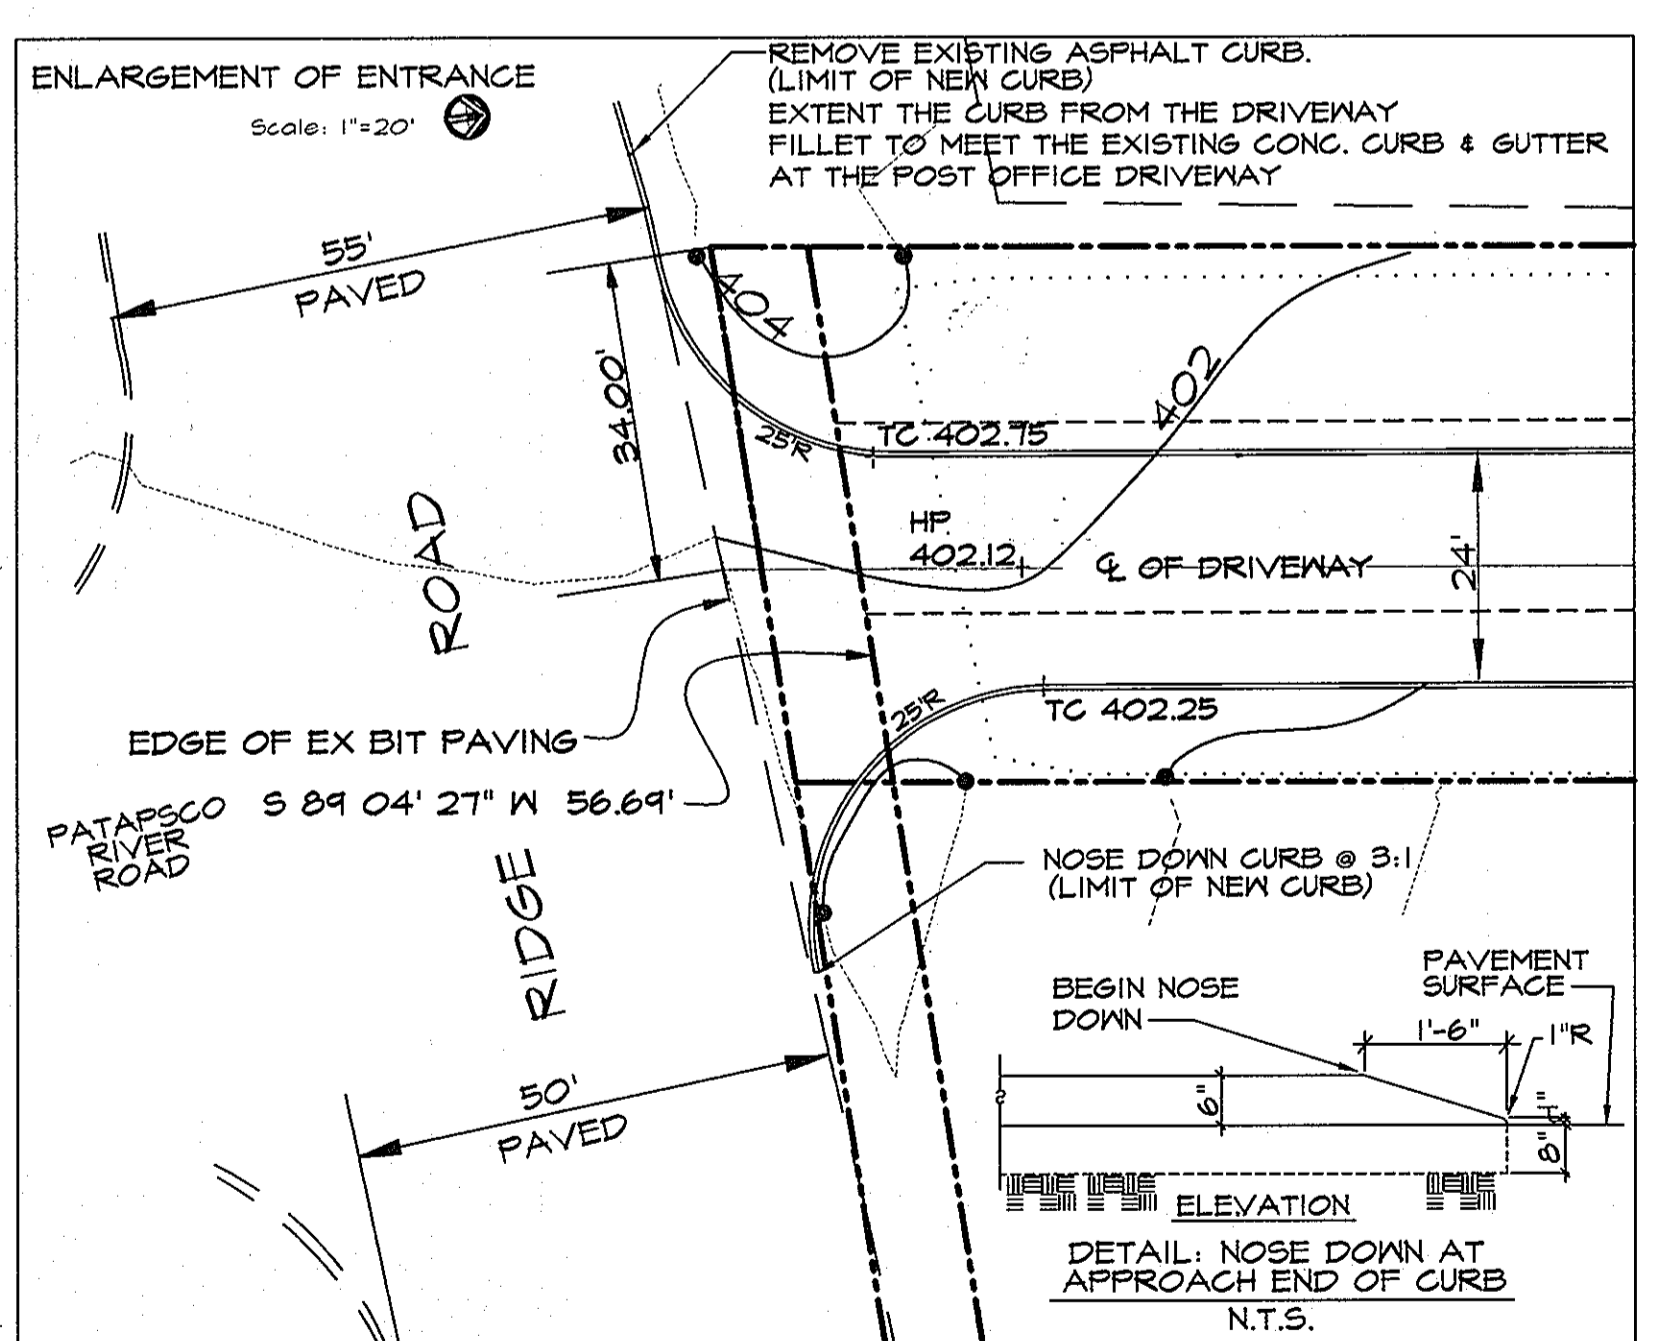 ENLARGEMENT OF ENTRANCE
Scale: 1"=20'
REMOVE EXISTING ASPHALT CURB.
(LIMIT OF NEW CURB)
EXTENT THE CURB FROM THE DRIVEWAY
FILLET TO MEET THE EXISTING CONC. CURB & GUTTER
AT THE POST OFFICE DRIVEWAY
55'
PAVED
404
34.00'
25'R
TC 402.75
402
HP.
402.12
℄ OF DRIVEWAY
24'
ROAD
25'R
TC 402.25
EDGE OF EX BIT PAVING
S 89 04' 27" W 56.69'
PATAPSCO
RIVER
ROAD
RIDGE
NOSE DOWN CURB @ 3:1
(LIMIT OF NEW CURB)
50'
PAVED
BEGIN NOSE
DOWN
PAVEMENT
SURFACE
1'-6"
1"R
6"
1"
8"
ELEVATION
DETAIL: NOSE DOWN AT
APPROACH END OF CURB
N.T.S.